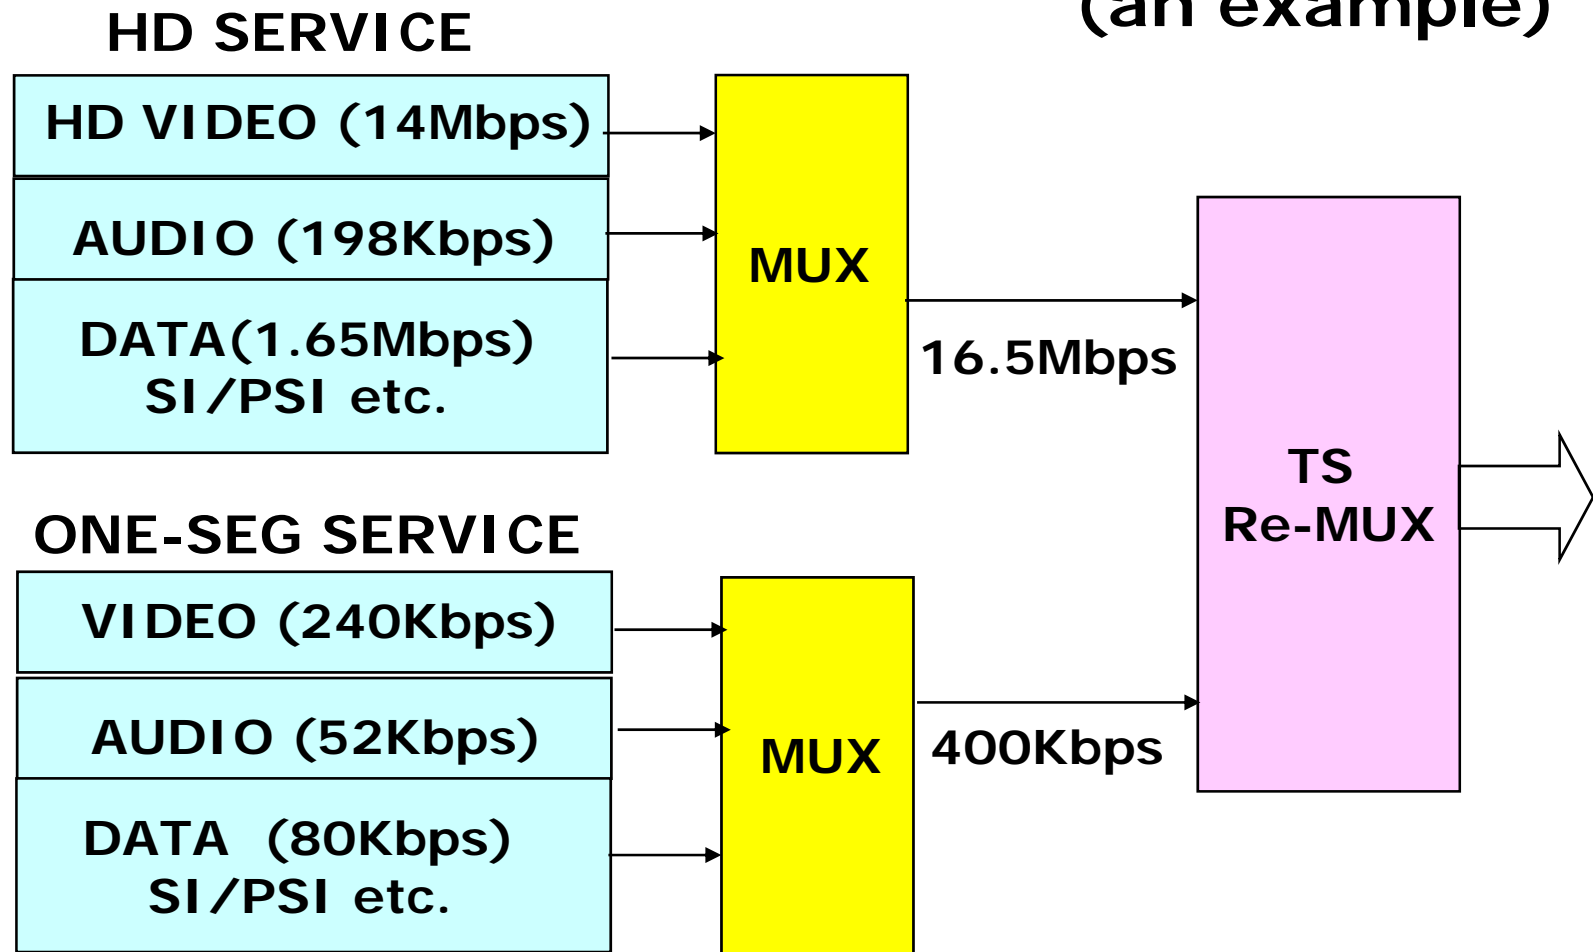 (an example)
HD SERVICE
HD VIDEO (14Mbps)
AUDIO (198Kbps)
DATA(1.65Mbps)
SI/PSI etc.
MUX
16.5Mbps
TS
Re-MUX
ONE-SEG SERVICE
VIDEO (240Kbps)
AUDIO (52Kbps)
DATA (80Kbps)
SI/PSI etc.
MUX
400Kbps